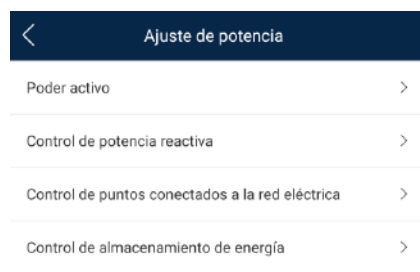 Ajuste de potencia
Poder activo
Control de potencia reactiva
Control de puntos conectados a la red eléctrica
Control de almacenamiento de energía